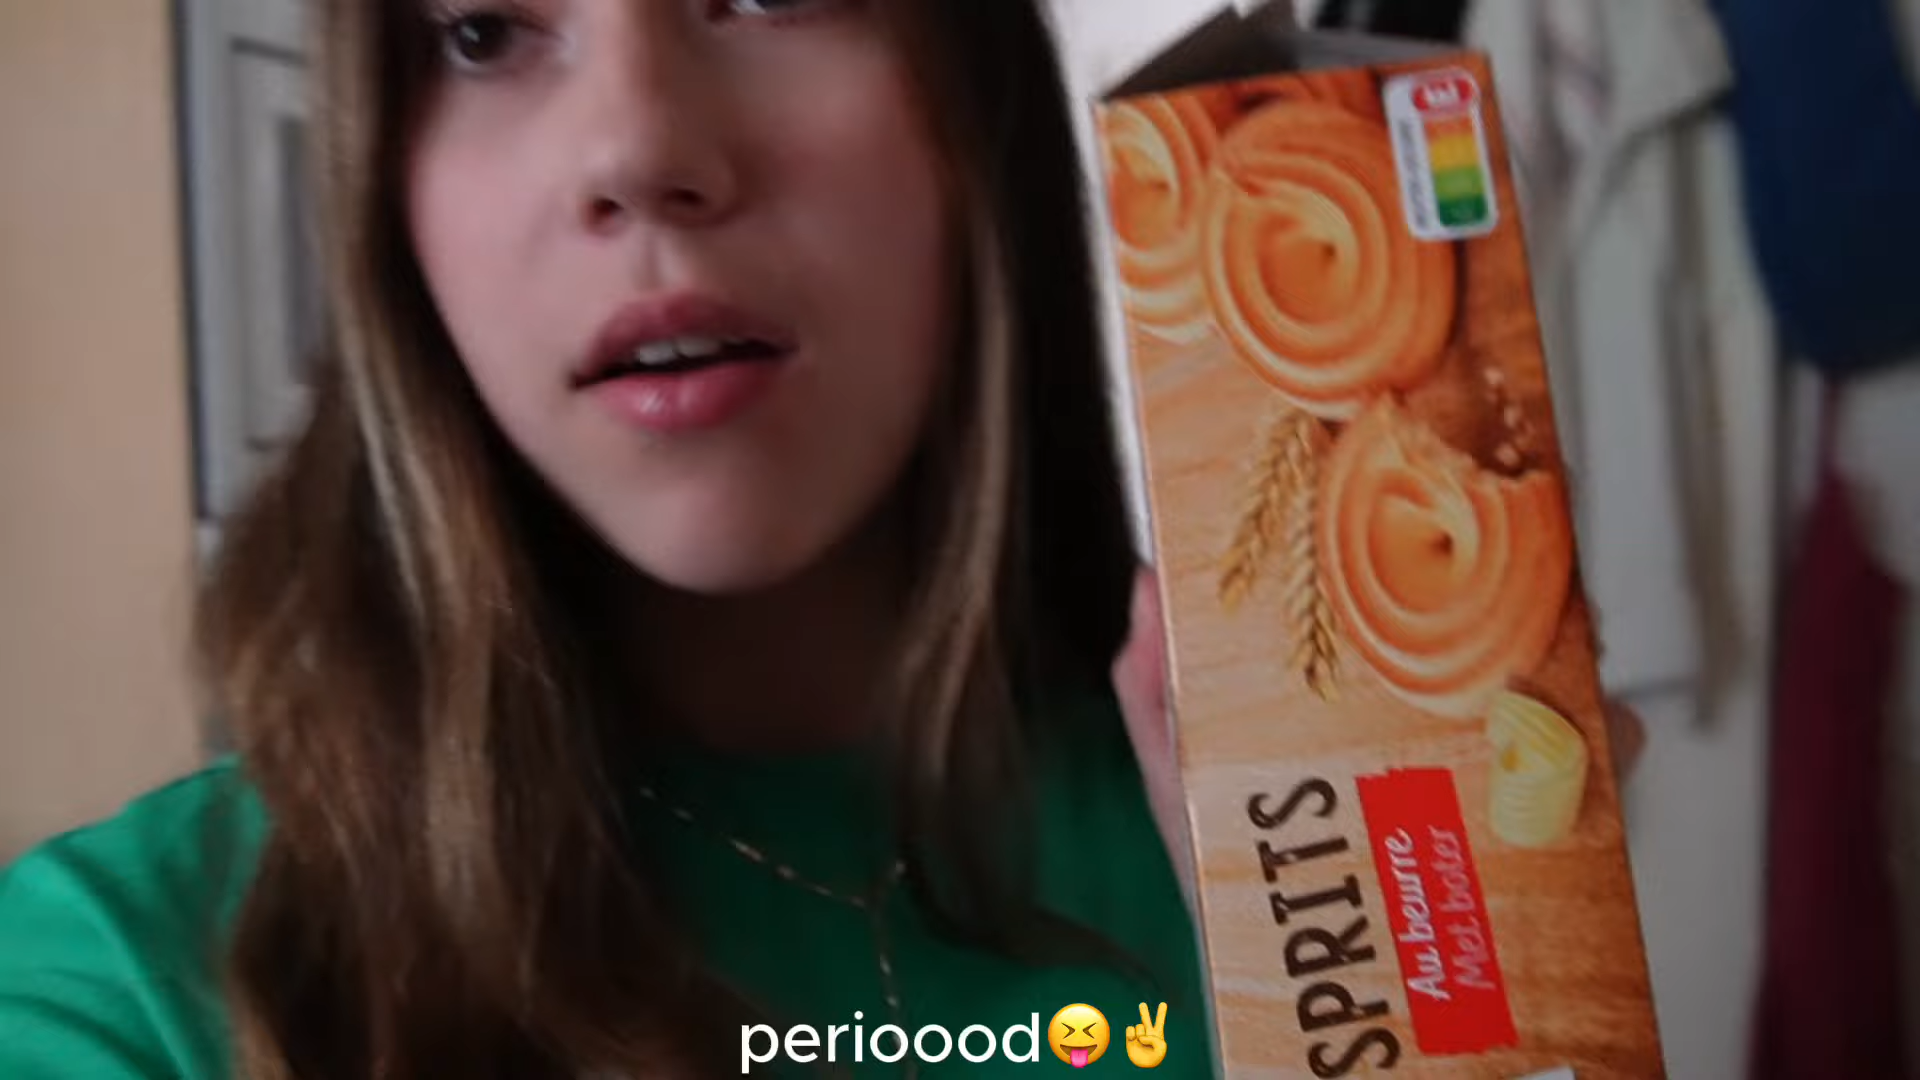 E
SPRITS
Au beurre
Met boter
perioood😝✌️